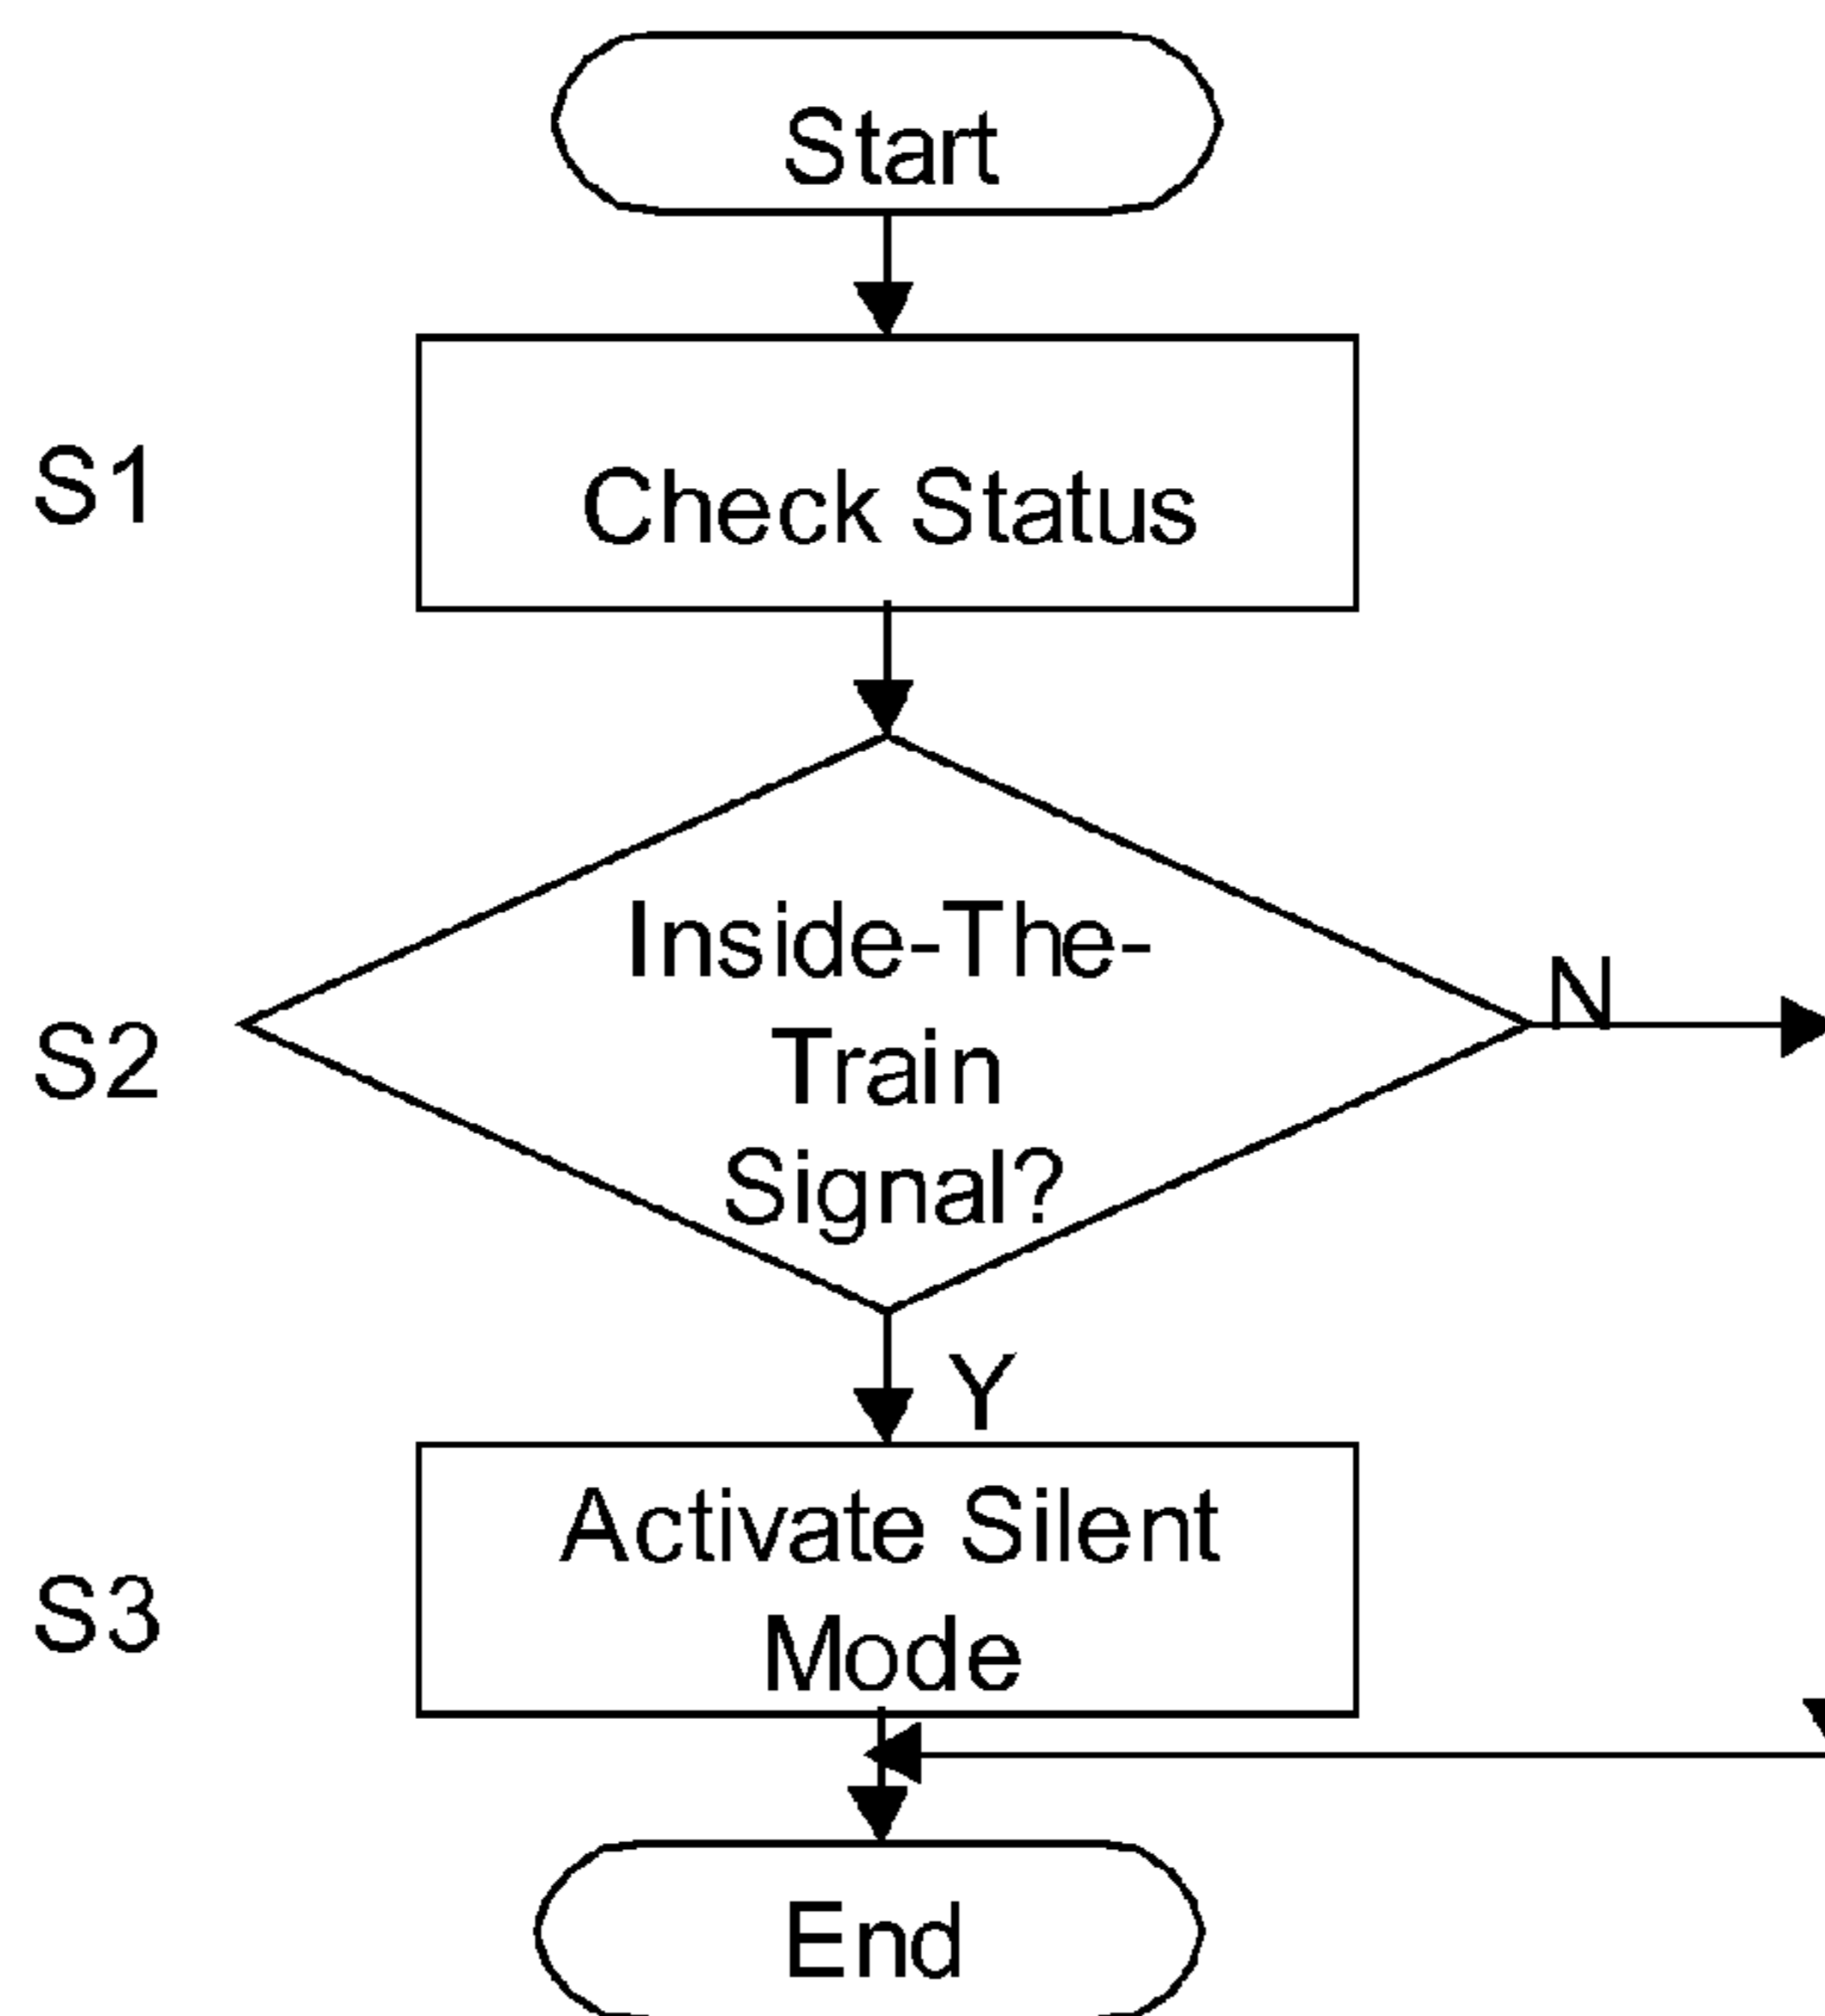 Start
S1
Check Status
Inside-The-
N
S2
Train
Signal?
Y
Activate Silent
S3
Mode
End